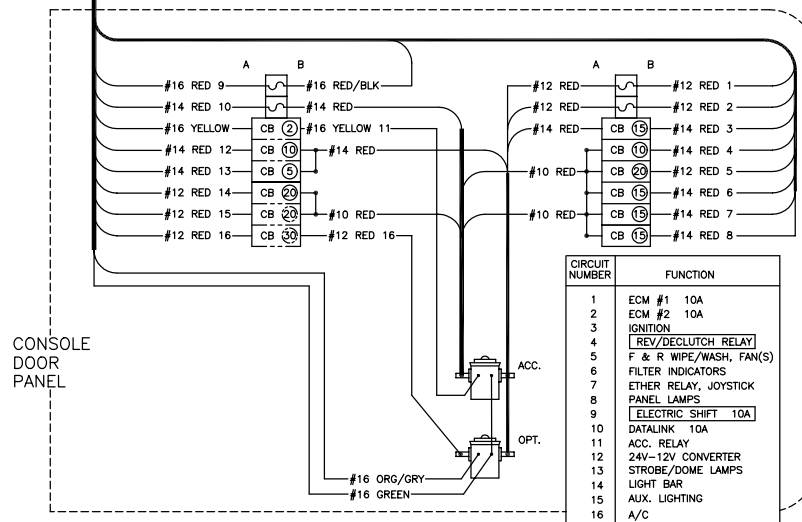 A B A B
#16 RED 9 #16 RED/BLK #12 RED #12 RED 1
#14 RED 10 #14 RED #12 RED #12 RED 2
#16 YELLOW CB 2 #16 YELLOW 11 #14 RED CB 15 #14 RED 3
#14 RED 12 CB 10 #14 RED CB 10 #14 RED 4
#14 RED 13 CB 5 #10 RED CB 20 #12 RED 5
#12 RED 14 CB 20 CB 15 #14 RED 6
#12 RED 15 CB 20 #10 RED #10 RED CB 15 #14 RED 7
#12 RED 16 CB 30 #12 RED 16 CB 15 #14 RED 8
CONSOLE
DOOR
PANEL
ACC.
OPT.
#16 ORG/GRY
#16 GREEN
CIRCUIT
NUMBER FUNCTION
1 ECM #1 10A
2 ECM #2 10A
3 IGNITION
4 REV/DECLUTCH RELAY
5 F & R WIPE/WASH, FAN(S)
6 FILTER INDICATORS
7 ETHER RELAY, JOYSTICK
8 PANEL LAMPS
9 ELECTRIC SHIFT 10A
10 DATALINK 10A
11 ACC. RELAY
12 24V-12V CONVERTER
13 STROBE/DOME LAMPS
14 LIGHT BAR
15 AUX. LIGHTING
16 A/C